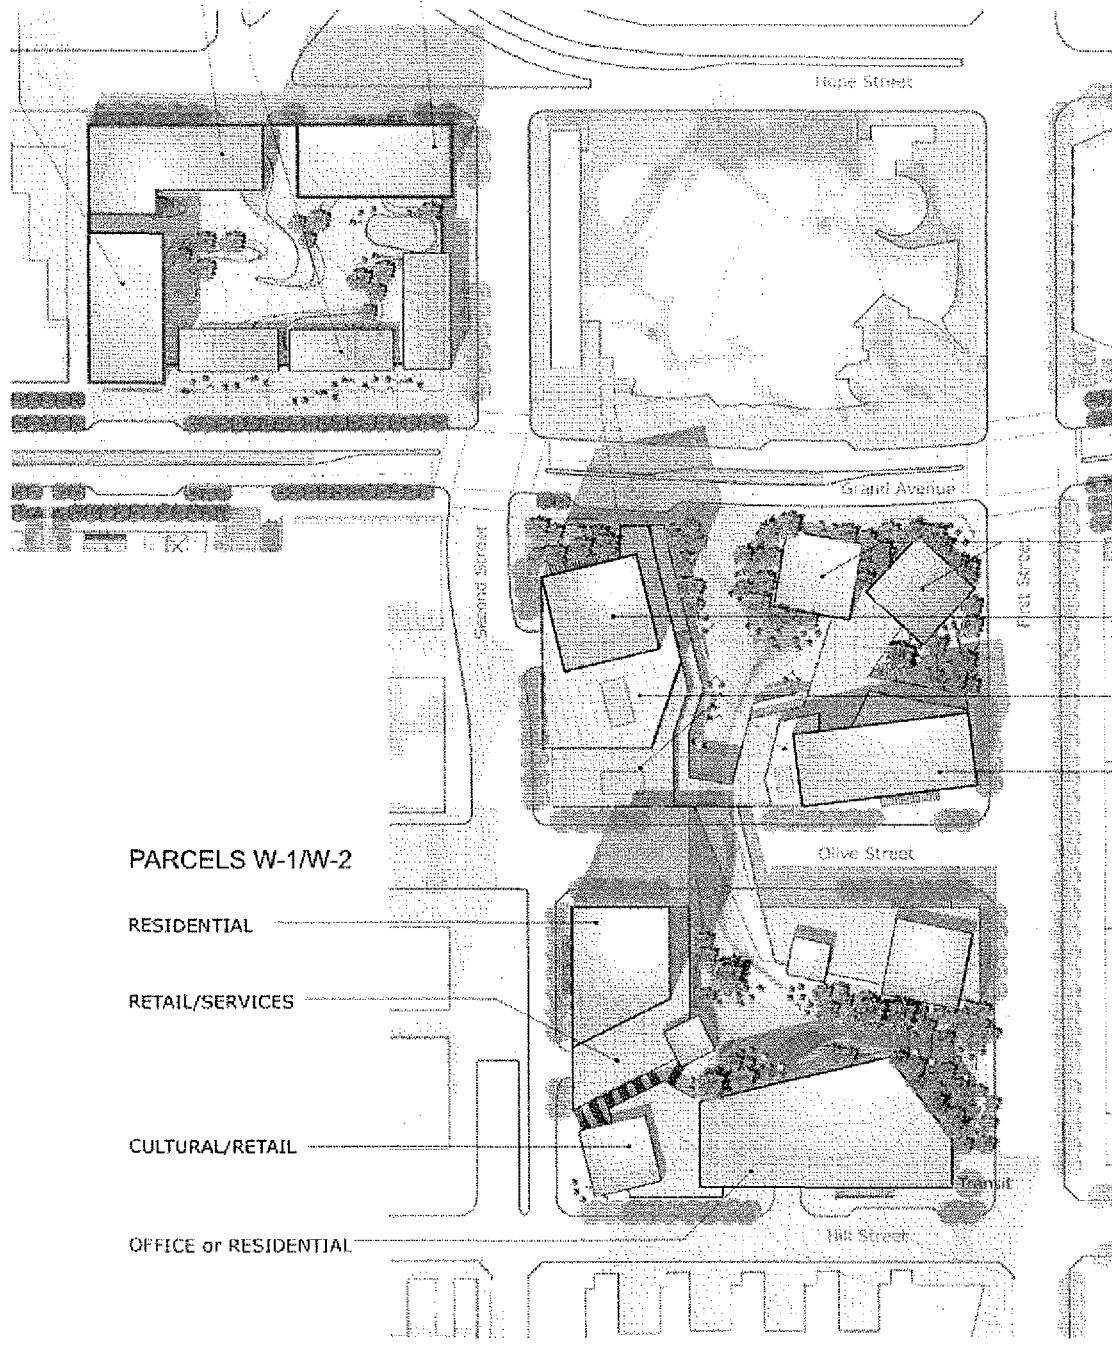 Hope Street
Grand Avenue
Second Street
First Street
Olive Street
PARCELS W-1/W-2
RESIDENTIAL
RETAIL/SERVICES
CULTURAL/RETAIL
Transit
Hill Street
OFFICE or RESIDENTIAL